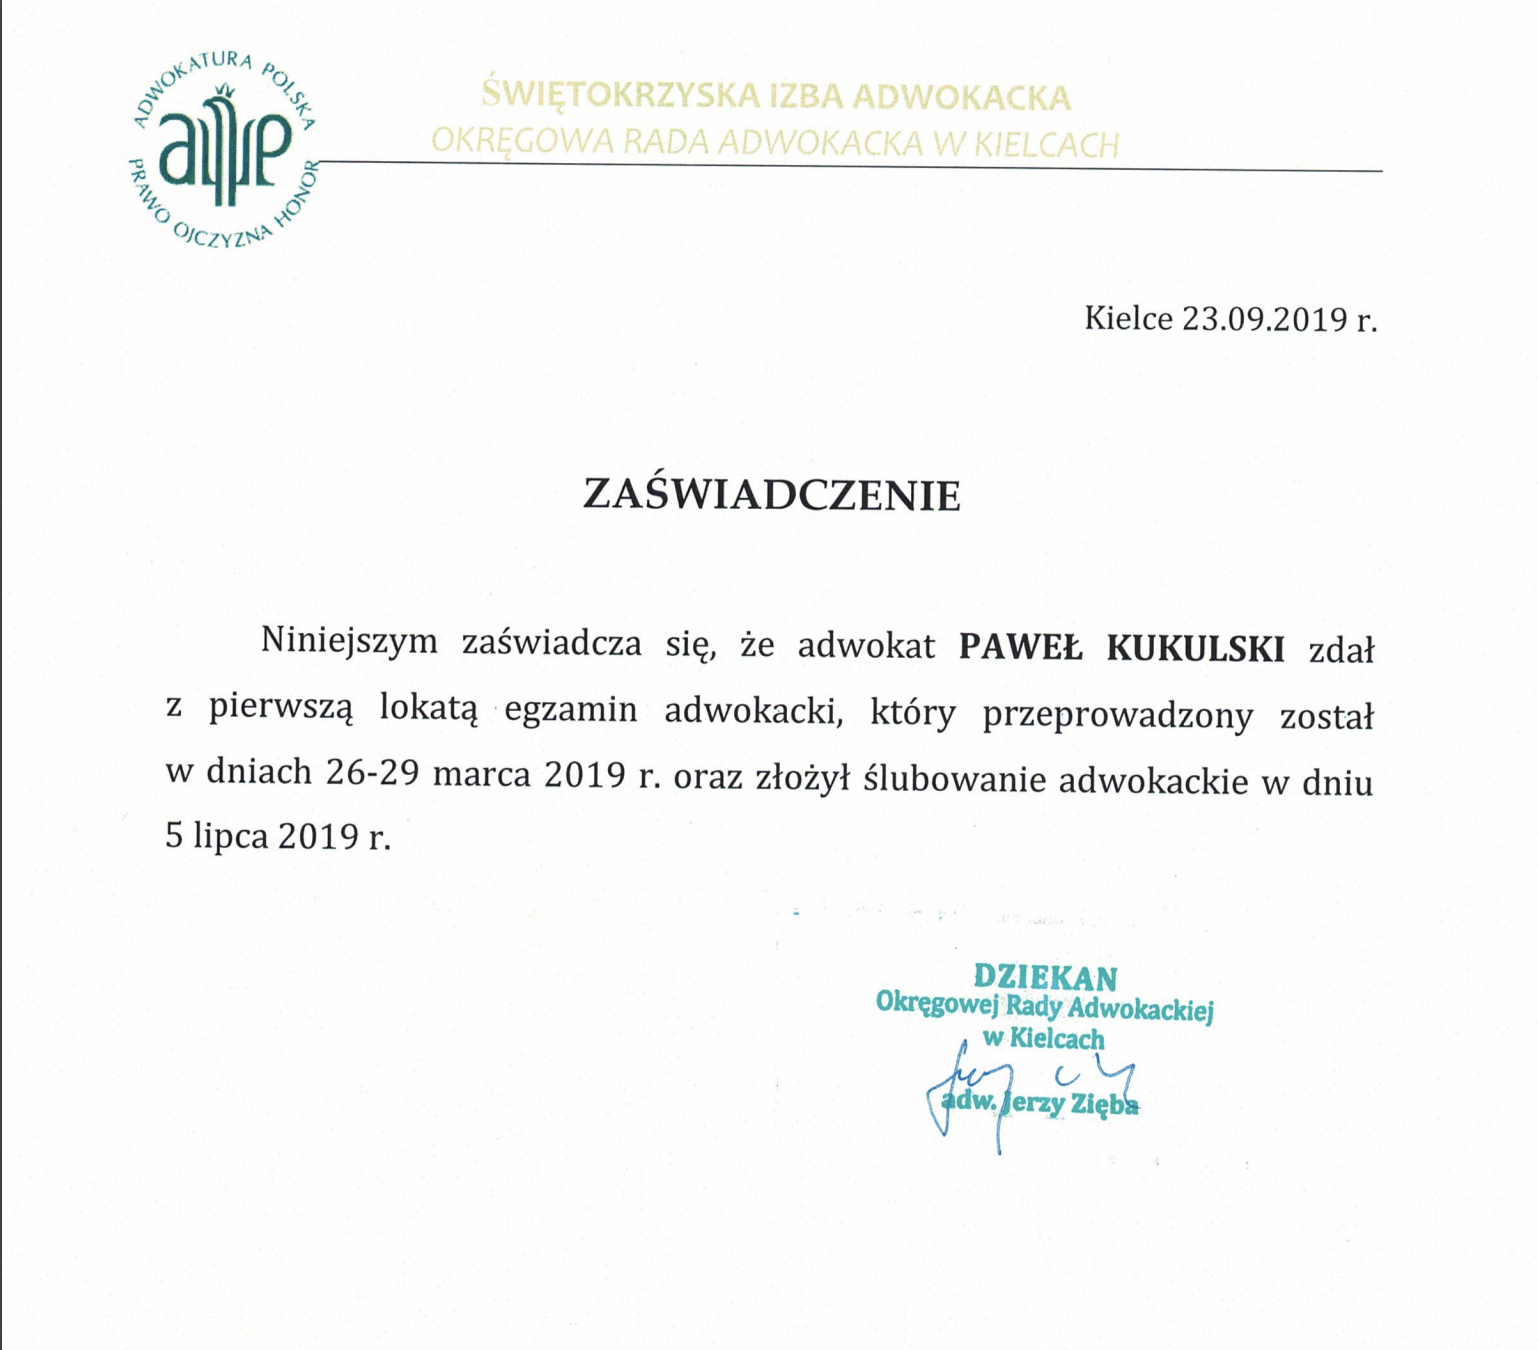 ADWOKATURA POLSKA
PRAWO OJCZYZNA HONOR
ŚWIĘTOKRZYSKA IZBA ADWOKACKA
OKRĘGOWA RADA ADWOKACKA W KIELCACH
Kielce 23.09.2019 r.
ZAŚWIADCZENIE
Niniejszym zaświadcza się, że adwokat PAWEŁ KUKULSKI zdał
z pierwszą lokatą egzamin adwokacki, który przeprowadzony został
w dniach 26-29 marca 2019 r. oraz złożył ślubowanie adwokackie w dniu
5 lipca 2019 r.
DZIEKAN
Okręgowej Rady Adwokackiej
w Kielcach
adw. Jerzy Zięba